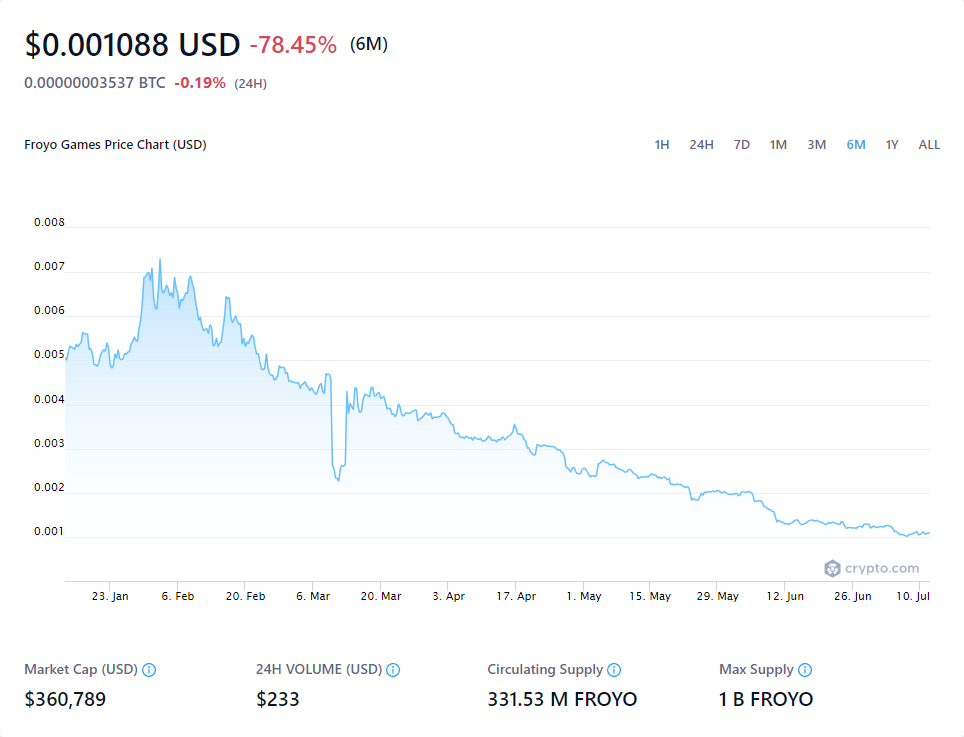 $0.001088 USD -78.45% (6M)
0.00000003537 BTC -0.19% (24H)
Froyo Games Price Chart (USD) 1H 24H 7D 1M 3M 6M 1Y ALL
0.008
0.007
0.006
0.005
0.004
0.003
0.002
0.001
crypto.com
23. Jan 6. Feb 20. Feb 6. Mar 20. Mar 3. Apr 17. Apr 1. May 15. May 29. May 12. Jun 26. Jun 10. Jul
Market Cap (USD) 24H VOLUME (USD) Circulating Supply Max Supply
$360,789 $233 331.53 M FROYO 1 B FROYO